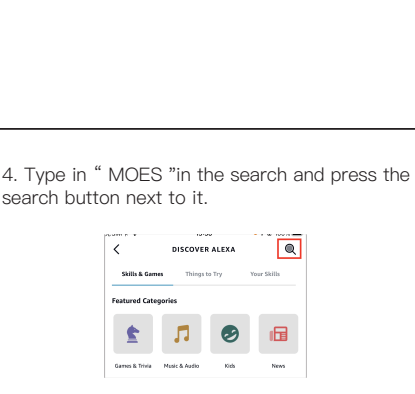 4. Type in “ MOES ”in the search and press the
search button next to it.
DISCOVER ALEXA
Skills & Games Things to Try Your Skills
Featured Categories
Games & Trivia Music & Audio Kids News